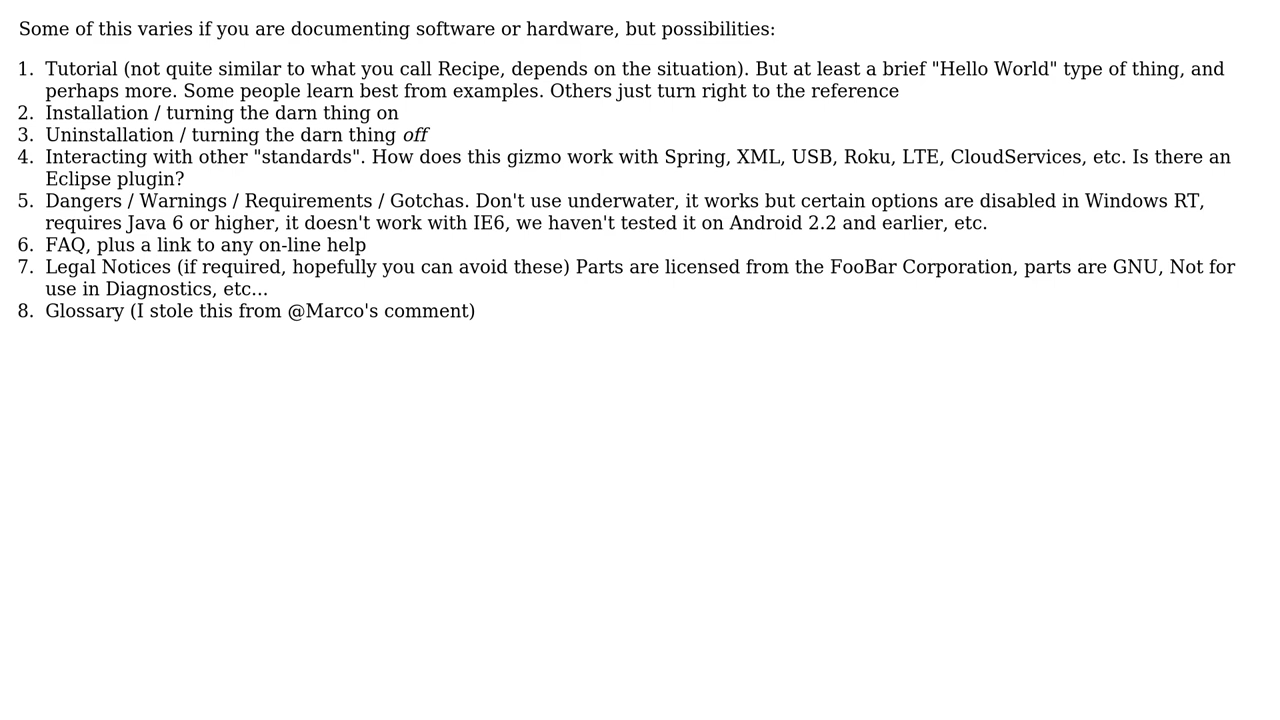 Some of this varies if you are documenting software or hardware, but possibilities:
1. Tutorial (not quite similar to what you call Recipe, depends on the situation). But at least a brief "Hello World" type of thing, and
perhaps more. Some people learn best from examples. Others just turn right to the reference
2. Installation / turning the darn thing on
3. Uninstallation / turning the darn thing off
4. Interacting with other "standards". How does this gizmo work with Spring, XML, USB, Roku, LTE, CloudServices, etc. Is there an
Eclipse plugin?
5. Dangers / Warnings / Requirements / Gotchas. Don't use underwater, it works but certain options are disabled in Windows RT,
requires Java 6 or higher, it doesn't work with IE6, we haven't tested it on Android 2.2 and earlier, etc.
6. FAQ, plus a link to any on-line help
7. Legal Notices (if required, hopefully you can avoid these) Parts are licensed from the FooBar Corporation, parts are GNU, Not for
use in Diagnostics, etc...
8. Glossary (I stole this from @Marco's comment)